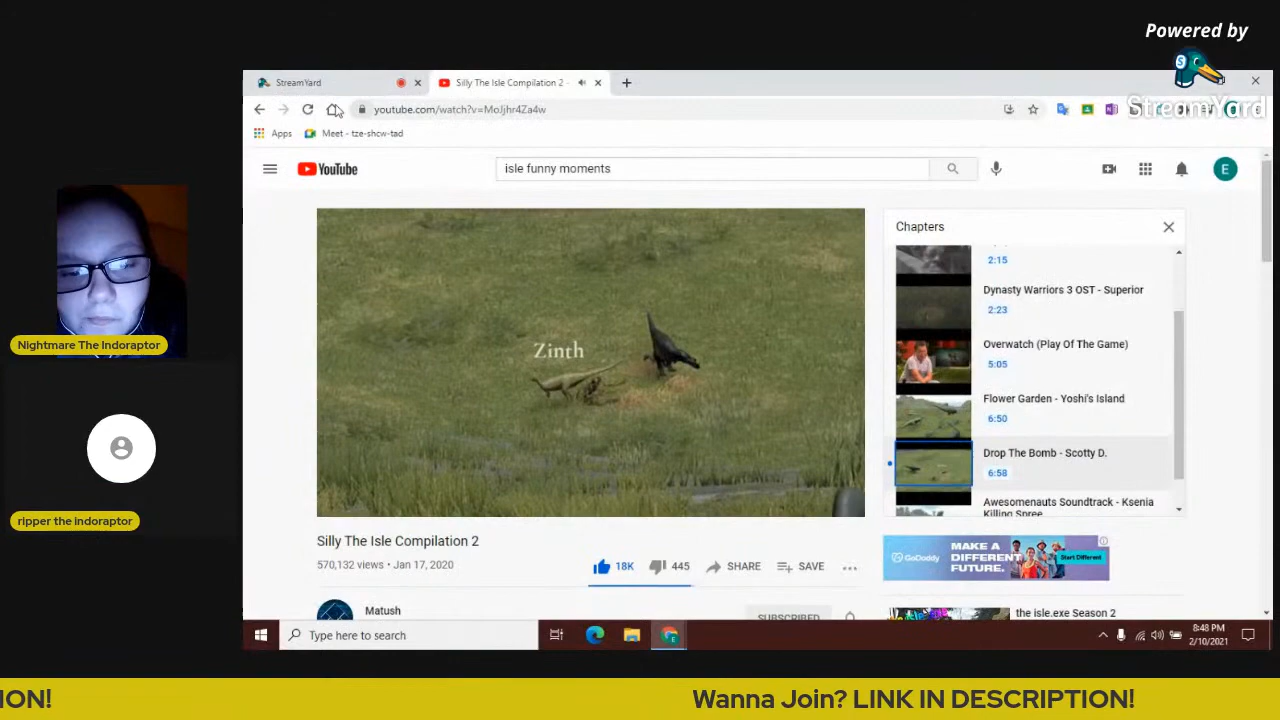 Powered by
StreamYard
StreamYard
Silly The Isle Compilation 2 -
youtube.com/watch?v=MoJjhr4Za4w
Apps
Meet - tze-shcw-tad
YouTube
isle funny moments
E
Chapters
2:15
Dynasty Warriors 3 OST - Superior
2:23
Overwatch (Play Of The Game)
5:05
Flower Garden - Yoshi's Island
6:50
Drop The Bomb - Scotty D.
6:58
Awesomenauts Soundtrack - Ksenia
Killing Spree
Zinth
Nightmare The Indoraptor
ripper the indoraptor
Silly The Isle Compilation 2
570,132 views • Jan 17, 2020
18K
445
SHARE
SAVE
GoDaddy
MAKE A
DIFFERENT
FUTURE.
Start Different
Matush
SUBSCRIBED
the isle.exe Season 2
Type here to search
8:48 PM
2/10/2021
ION!
Wanna Join? LINK IN DESCRIPTION!